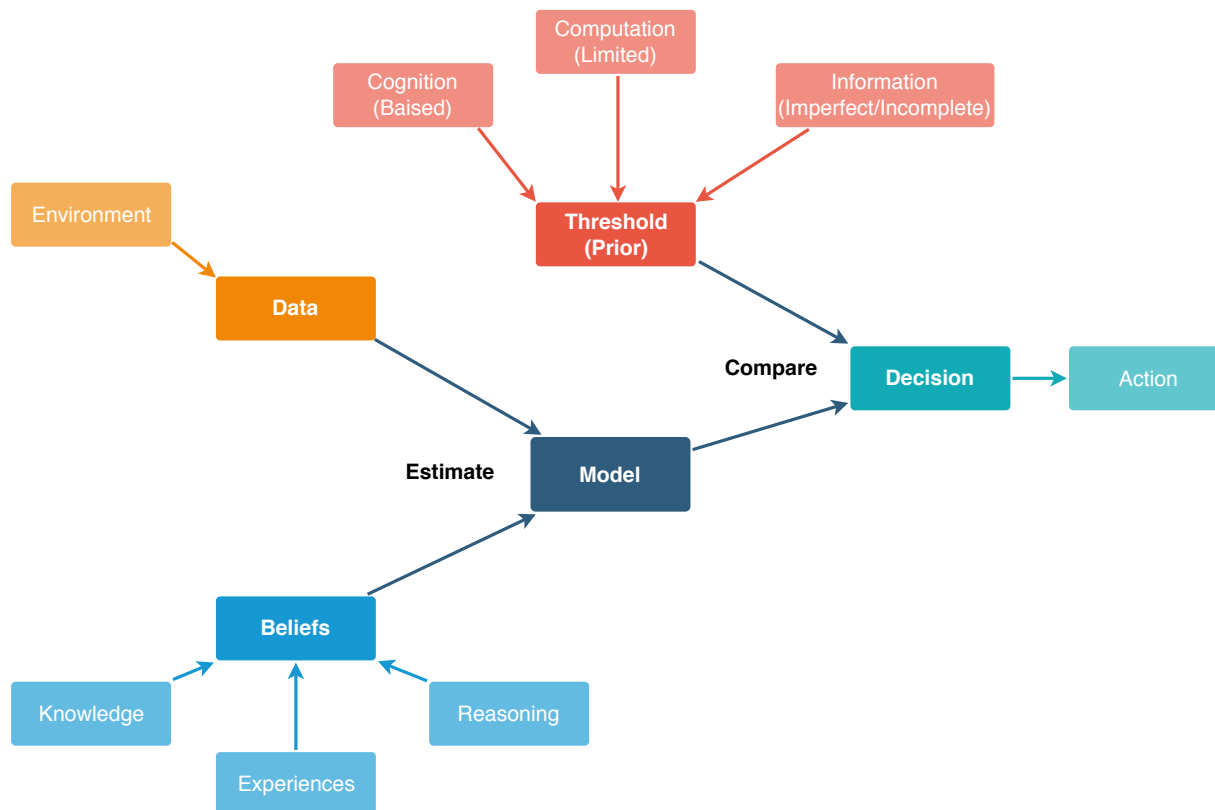 Computation
(Limited)
Cognition
(Baised)
Information
(Imperfect/Incomplete)
Environment
Threshold
(Prior)
Data
Compare
Decision
Action
Estimate
Model
Beliefs
Knowledge
Reasoning
Experiences